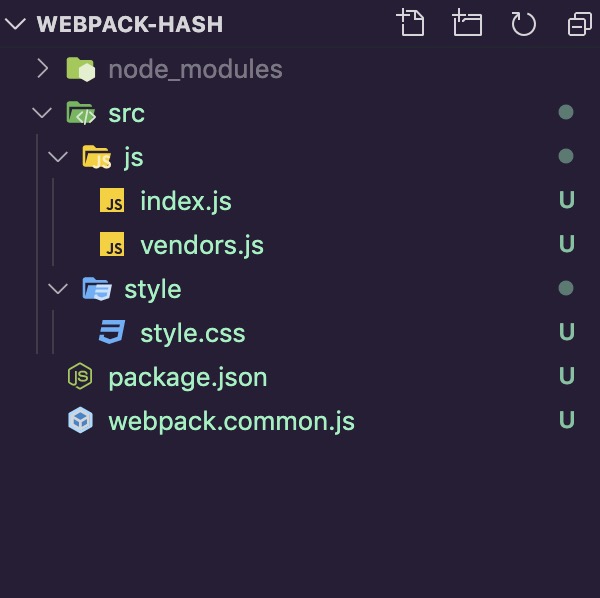 WEBPACK-HASH
node_modules
src
js
index.js U
vendors.js U
style
style.css U
package.json U
webpack.common.js U